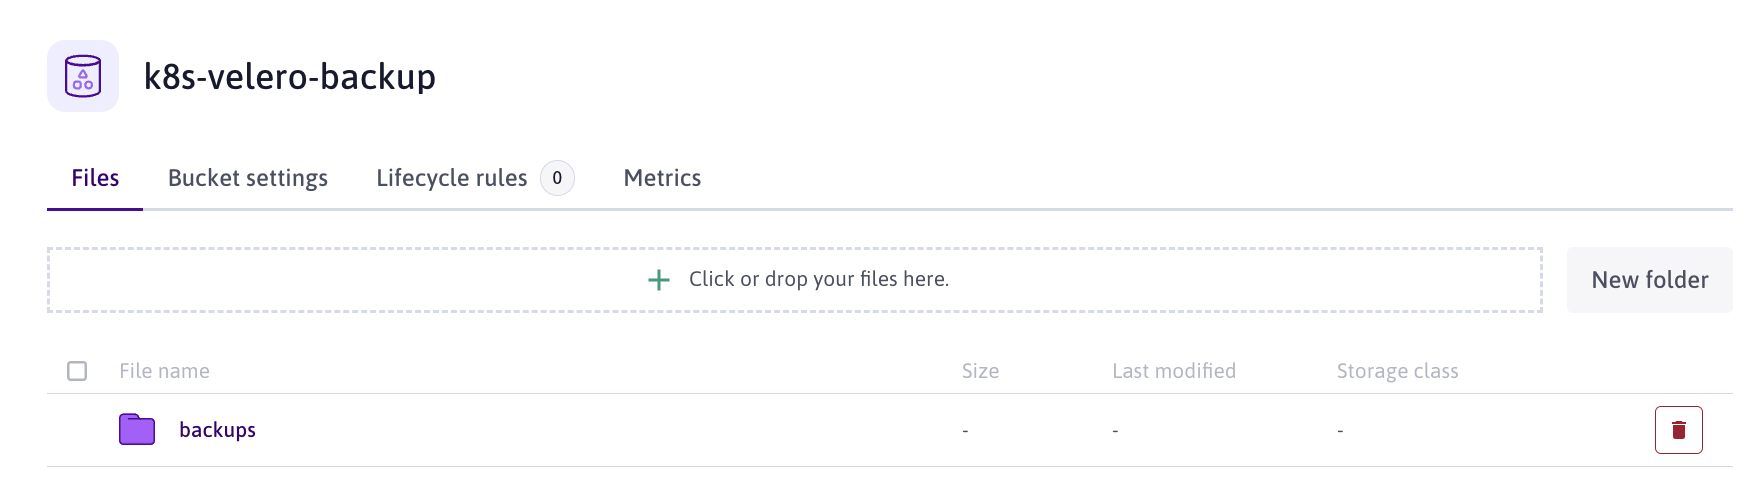 k8s-velero-backup
Files Bucket settings Lifecycle rules 0 Metrics
Click or drop your files here. New folder
File name Size Last modified Storage class
backups - - -